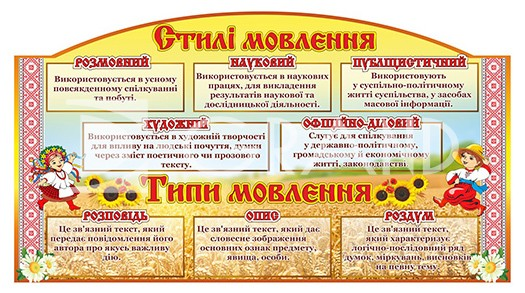 Стилі мовлення
РОЗМОВНИЙ
Використовується в усному
повсякденному спілкуванні
та побуті.
НАУКОВИЙ
Використовується в наукових
працях, для викладення
результатів наукової та
дослідницької діяльності.
ПУБЛІЦИСТИЧНИЙ
Використовують
у суспільно-політичному
житті суспільства, у засобах
масової інформації.
ХУДОЖНІЙ
Використовується в художній творчості
для впливу на людські почуття, думки
через зміст поетичного чи прозового
тексту.
ОФІЦІЙНО-ДІЛОВИЙ
Слугує для спілкування
у державно-політичному,
громадському й економічному
житті, законодавстві
Типи мовлення
РОЗПОВІДЬ
Це зв'язний текст, який
передає повідомлення його
автора про якусь важливу
дію.
ОПИС
Це зв'язний текст, який дає
словесне зображення
основних ознак предмету,
явища, особи.
РОЗДУМ
Це зв'язний текст,
який характеризує
логічно-послідовний ряд
думок, міркувань, висновків
на певну тему.